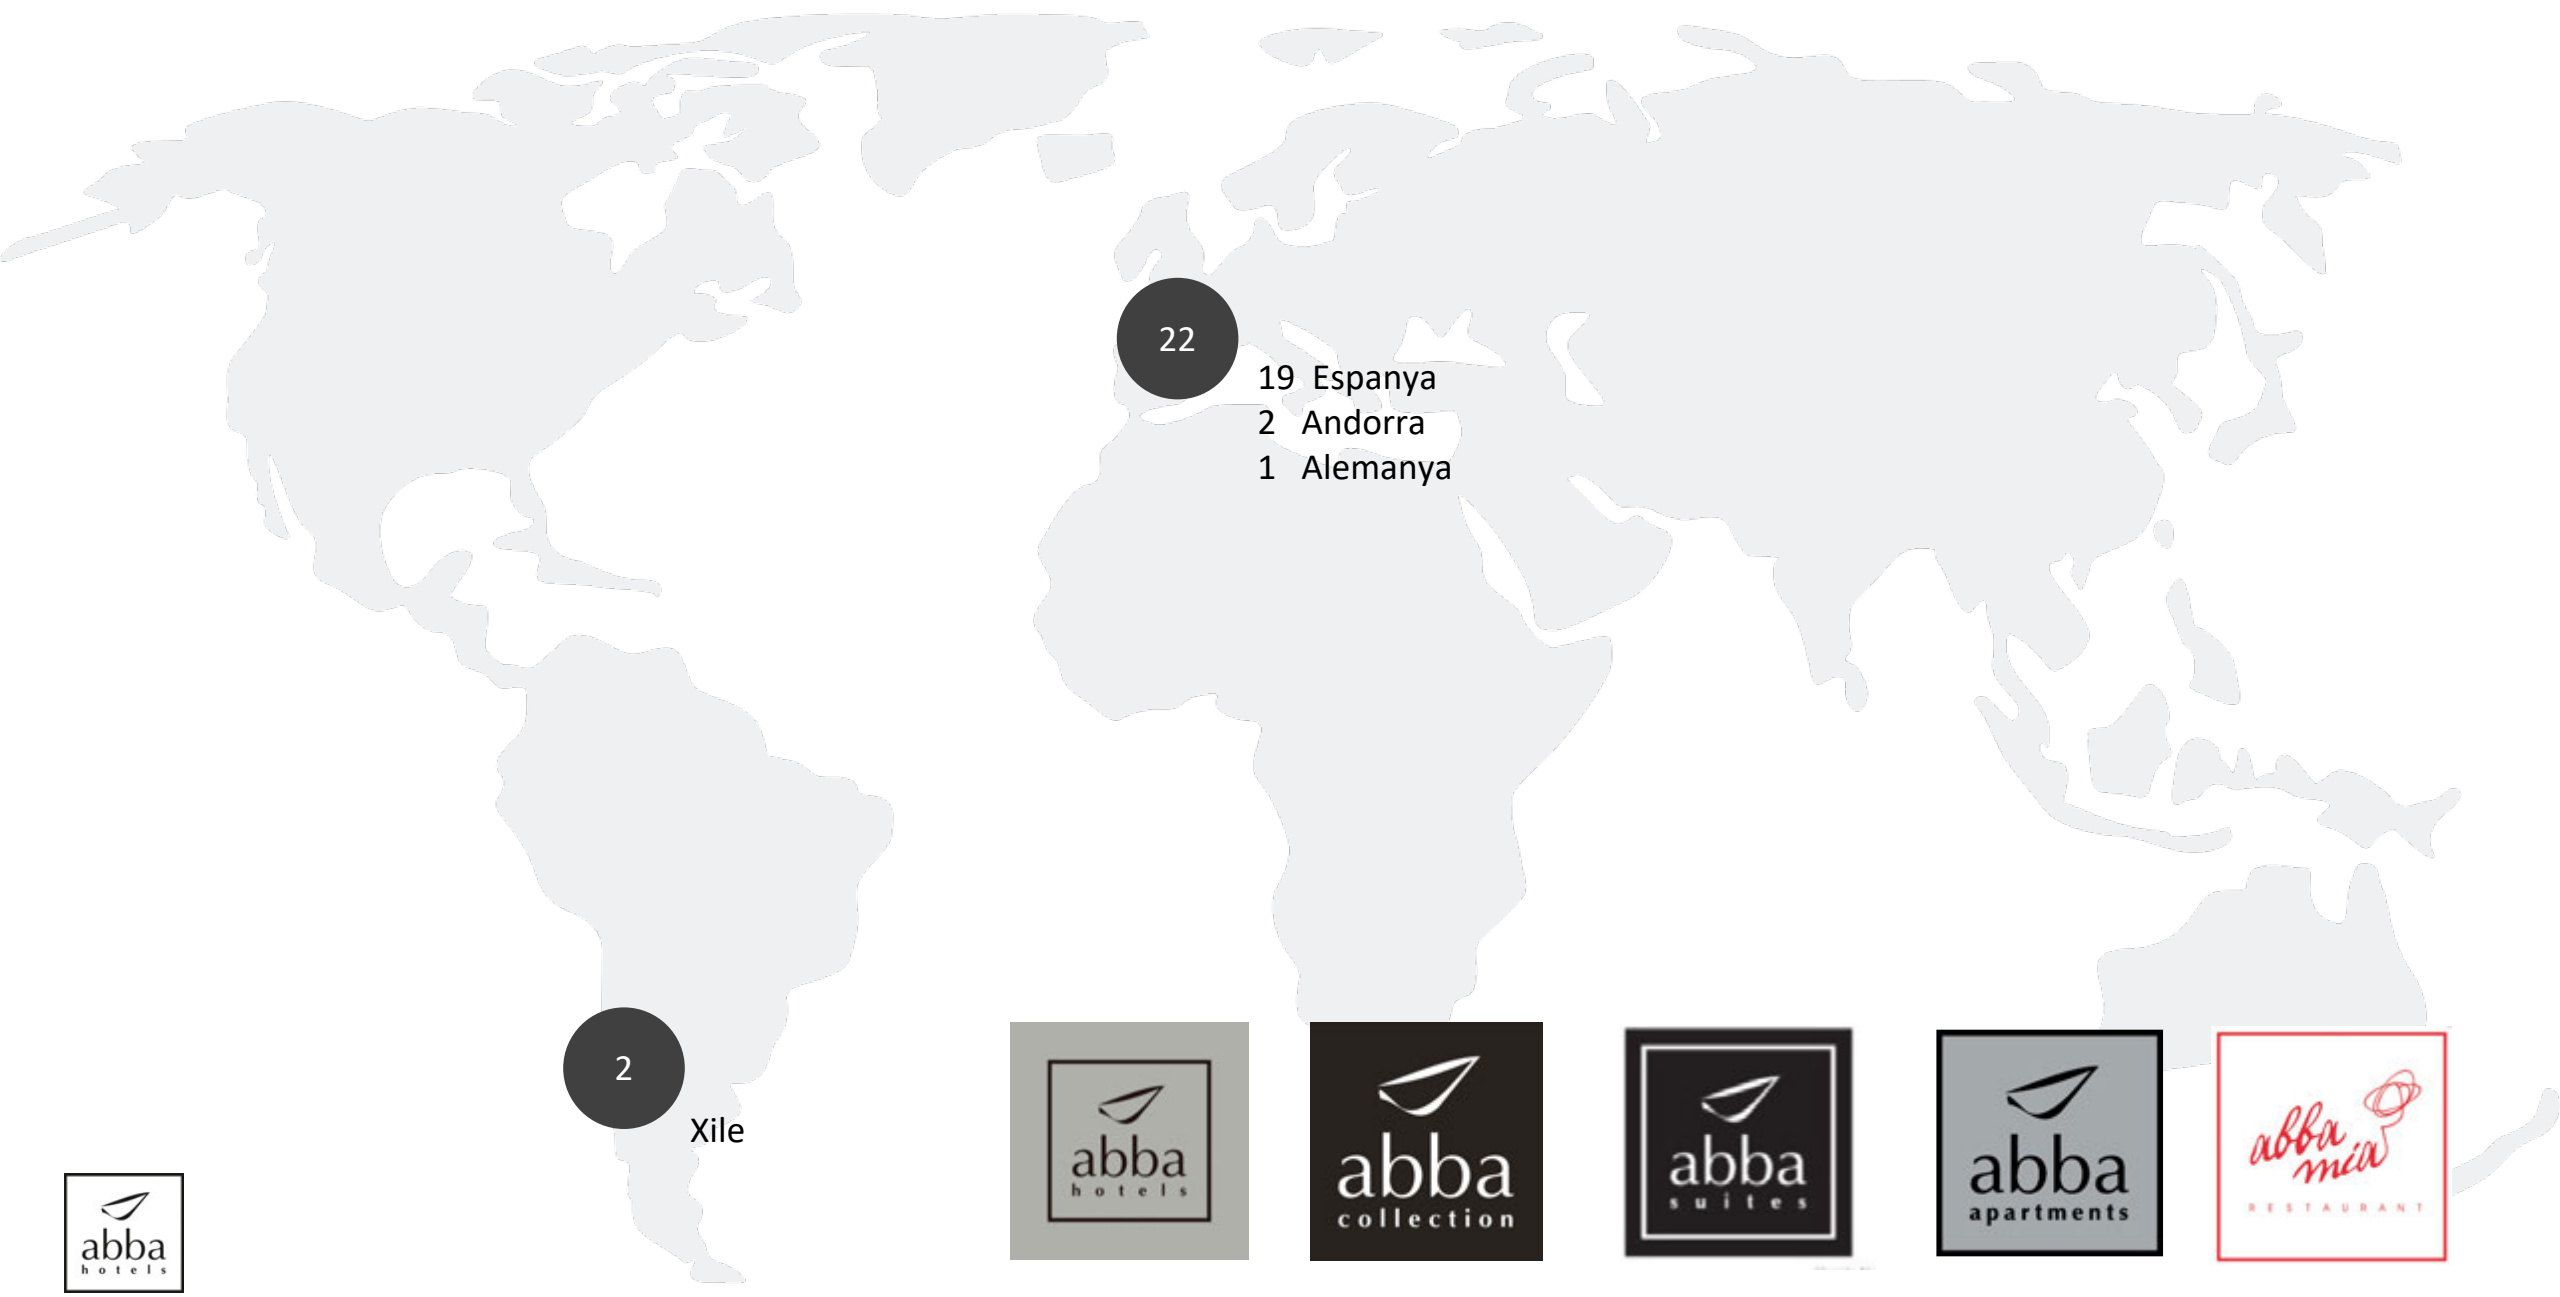 22
19 Espanya
2 Andorra
1 Alemanya
2
Xile
abba
hotels
abba
hotels
abba
collection
abba
suites
abba
apartments
abba
mia
RESTAURANT